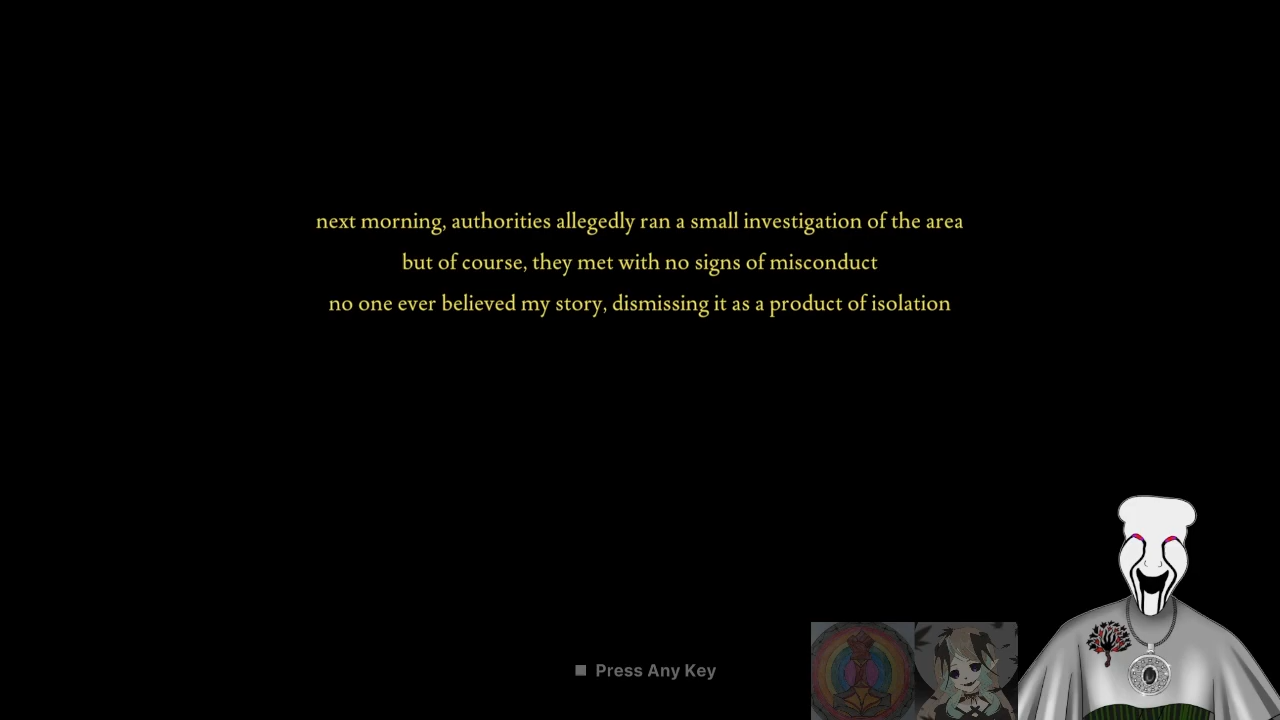 next morning, authorities allegedly ran a small investigation of the area
but of course, they met with no signs of misconduct
no one ever believed my story, dismissing it as a product of isolation
Press Any Key